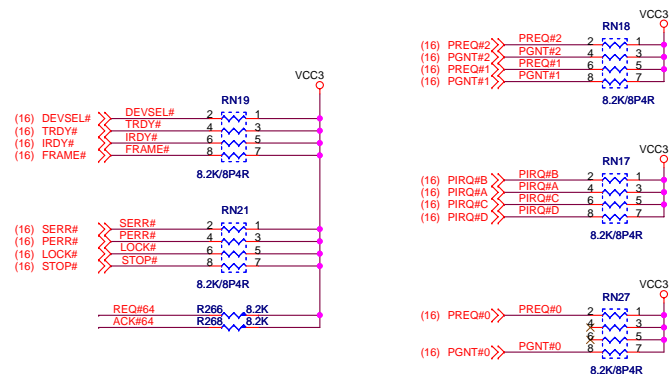 VCC3
RN19
(16) DEVSEL# DEVSEL# 2 1
(16) TRDY# TRDY# 4 3
(16) IRDY# IRDY# 6 5
(16) FRAME# FRAME# 8 7
8.2K/8P4R
RN21
(16) SERR# SERR# 2 1
(16) PERR# PERR# 4 3
(16) LOCK# LOCK# 6 5
(16) STOP# STOP# 8 7
8.2K/8P4R
REQ#64 R266 8.2K
ACK#64 R268 8.2K
VCC3
RN18
(16) PREQ#2 PREQ#2 2 1
(16) PGNT#2 PGNT#2 4 3
(16) PREQ#1 PREQ#1 6 5
(16) PGNT#1 PGNT#1 8 7
8.2K/8P4R
VCC3
RN17
(16) PIRQ#B PIRQ#B 2 1
(16) PIRQ#A PIRQ#A 4 3
(16) PIRQ#C PIRQ#C 6 5
(16) PIRQ#D PIRQ#D 8 7
8.2K/8P4R
VCC3
RN27
(16) PREQ#0 PREQ#0 2 1
4 3
6 5
(16) PGNT#0 PGNT#0 8 7
8.2K/8P4R